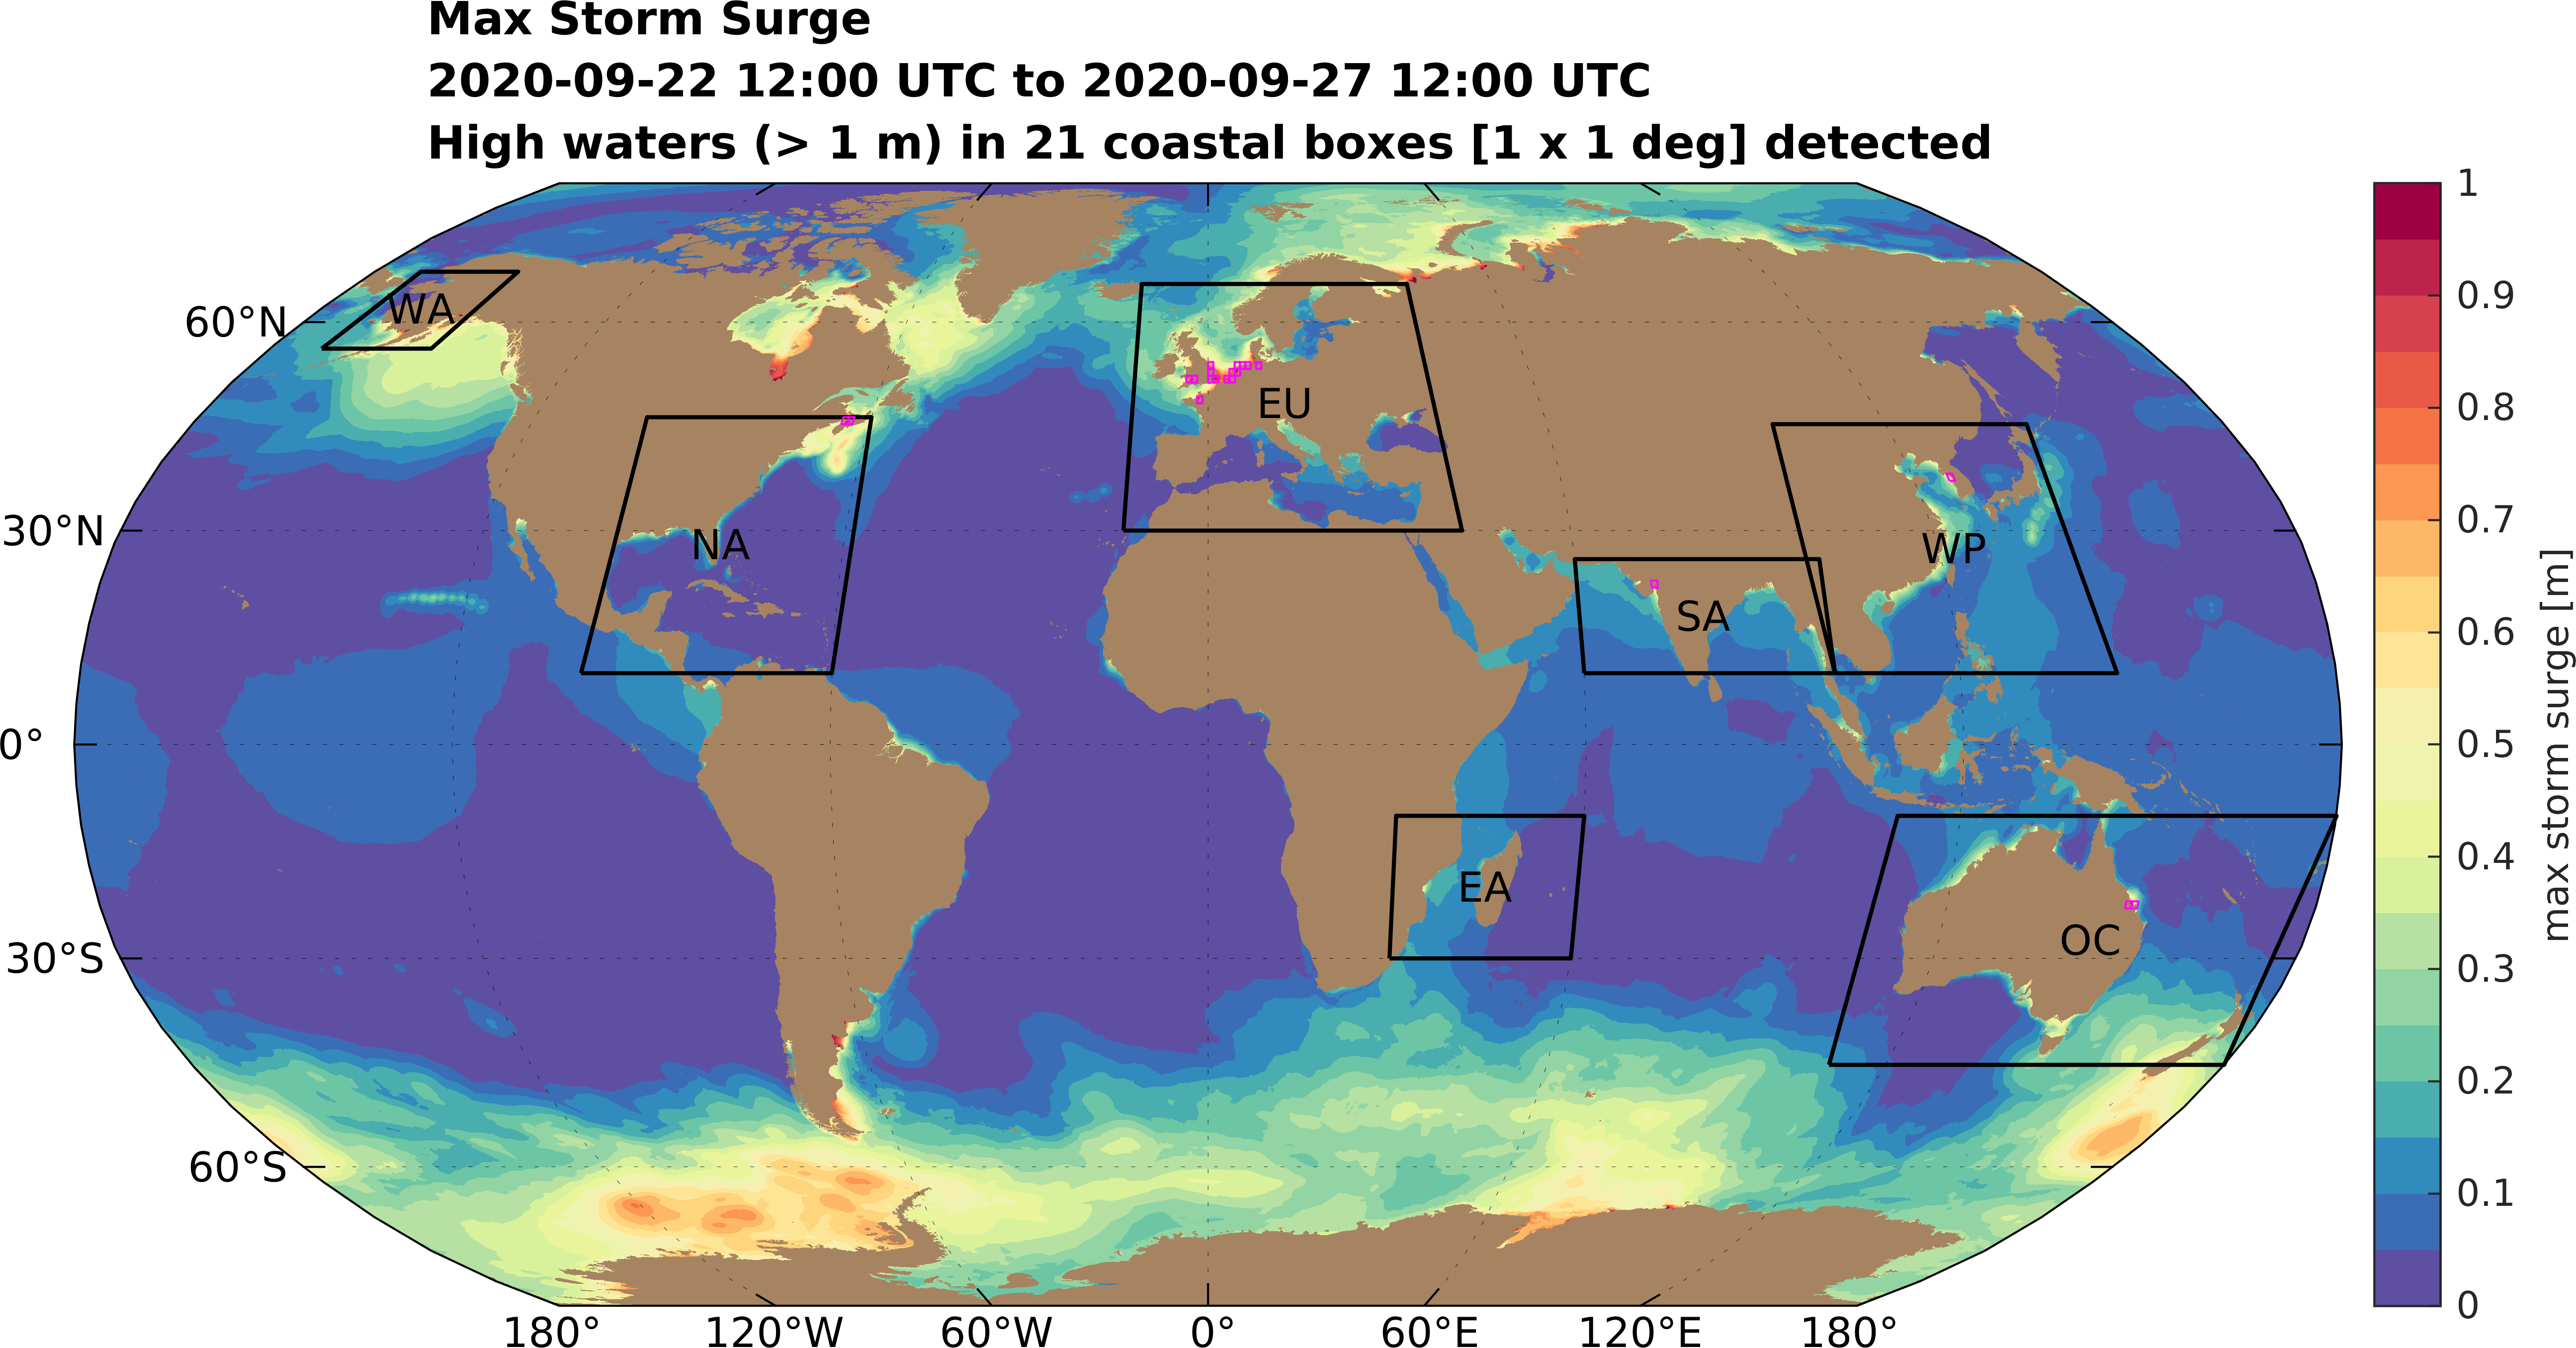 Max Storm Surge
2020-09-22 12:00 UTC to 2020-09-27 12:00 UTC
High waters (> 1 m) in 21 coastal boxes [1 x 1 deg] detected
60°N
30°N
0°
30°S
60°S
WA
NA
EU
SA
WP
EA
OC
180°
120°W
60°W
0°
60°E
120°E
180°
1
0.9
0.8
0.7
0.6
0.5
0.4
0.3
0.2
0.1
0
max storm surge [m]